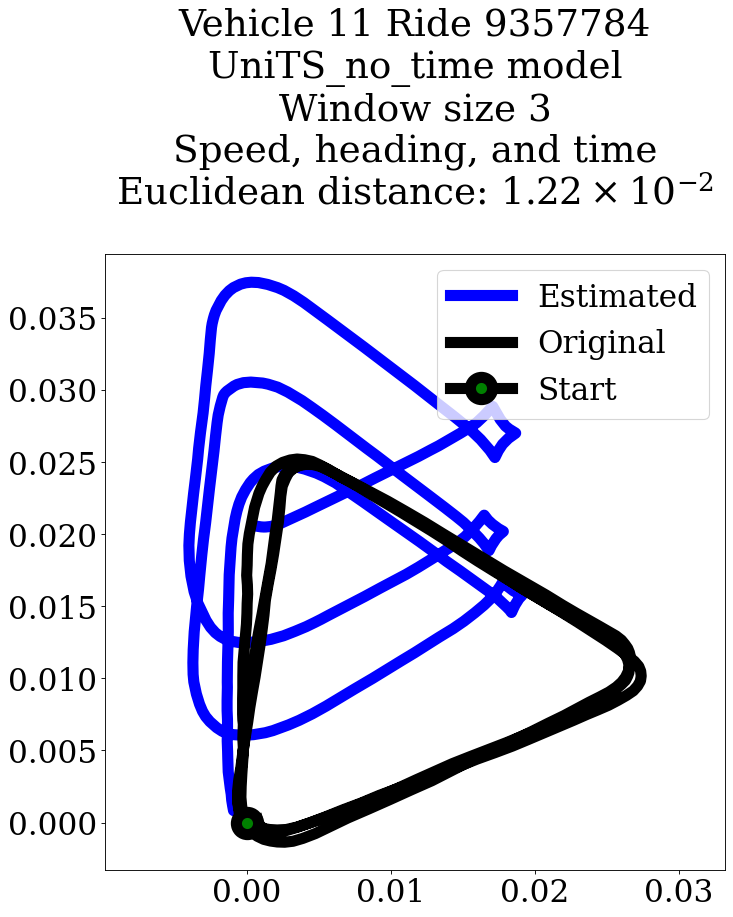 Vehicle 11 Ride 9357784
UniTS_no_time model
Window size 3
Speed, heading, and time
Euclidean distance: 1.22 × 10⁻²
Estimated
Original
Start
0.035
0.030
0.025
0.020
0.015
0.010
0.005
0.000
0.00 0.01 0.02 0.03